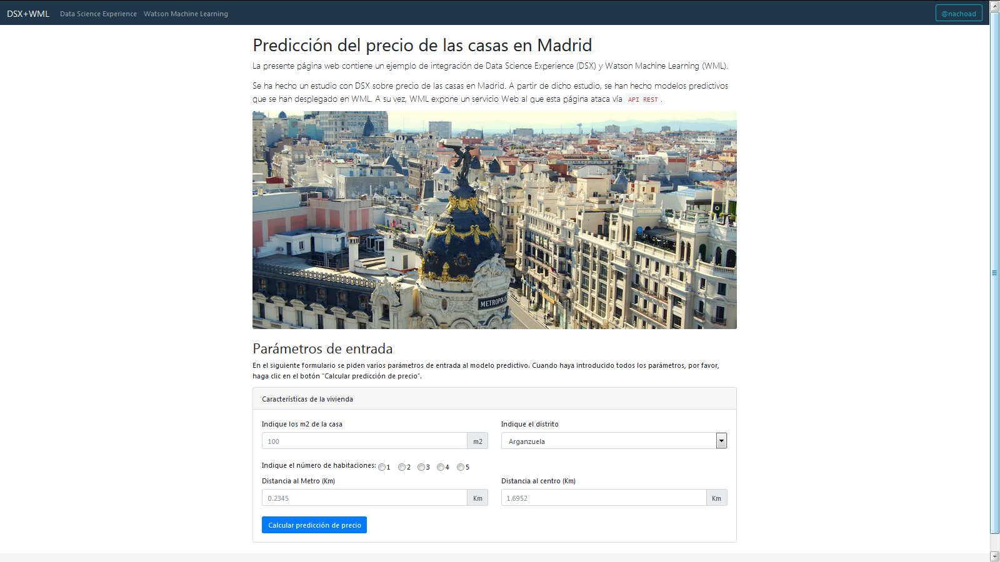 DSX+WML Data Science Experience Watson Machine Learning @nachoad
Predicción del precio de las casas en Madrid
La presente página web contiene un ejemplo de integración de Data Science Experience (DSX) y Watson Machine Learning (WML).
Se ha hecho un estudio con DSX sobre precio de las casas en Madrid. A partir de dicho estudio, se han hecho modelos predictivos
que se han desplegado en WML. A su vez, WML expone un servicio Web al que esta página ataca vía API REST.
METROPOLIS
Parámetros de entrada
En el siguiente formulario se piden varios parámetros de entrada al modelo predictivo. Cuando haya introducido todos los parámetros, por favor,
haga clic en el botón "Calcular predicción de precio".
Características de la vivienda
Indique los m2 de la casa Indique el distrito
100 m2 Arganzuela
Indique el número de habitaciones: 1 2 3 4 5
Distancia al Metro (Km) Distancia al centro (Km)
0.2345 Km 1.6952 Km
Calcular predicción de precio